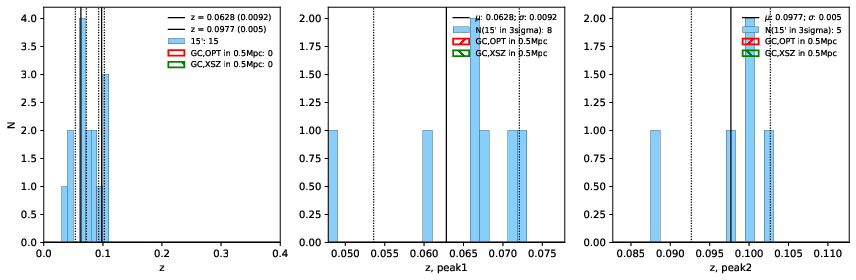 z = 0.0628 (0.0092)
z = 0.0977 (0.005)
15': 15
GC,OPT in 0.5Mpc: 0
GC,XSZ in 0.5Mpc: 0
N
4.0
3.5
3.0
2.5
2.0
1.5
1.0
0.5
0.0
0.0 0.1 0.2 0.3 0.4
z
μ: 0.0628; σ: 0.0092
N(15' in 3sigma): 8
GC,OPT in 0.5Mpc
GC,XSZ in 0.5Mpc
2.00
1.75
1.50
1.25
1.00
0.75
0.50
0.25
0.00
0.050 0.055 0.060 0.065 0.070 0.075
z, peak1
μ: 0.0977; σ: 0.005
N(15' in 3sigma): 5
GC,OPT in 0.5Mpc
GC,XSZ in 0.5Mpc
2.00
1.75
1.50
1.25
1.00
0.75
0.50
0.25
0.00
0.085 0.090 0.095 0.100 0.105 0.110
z, peak2